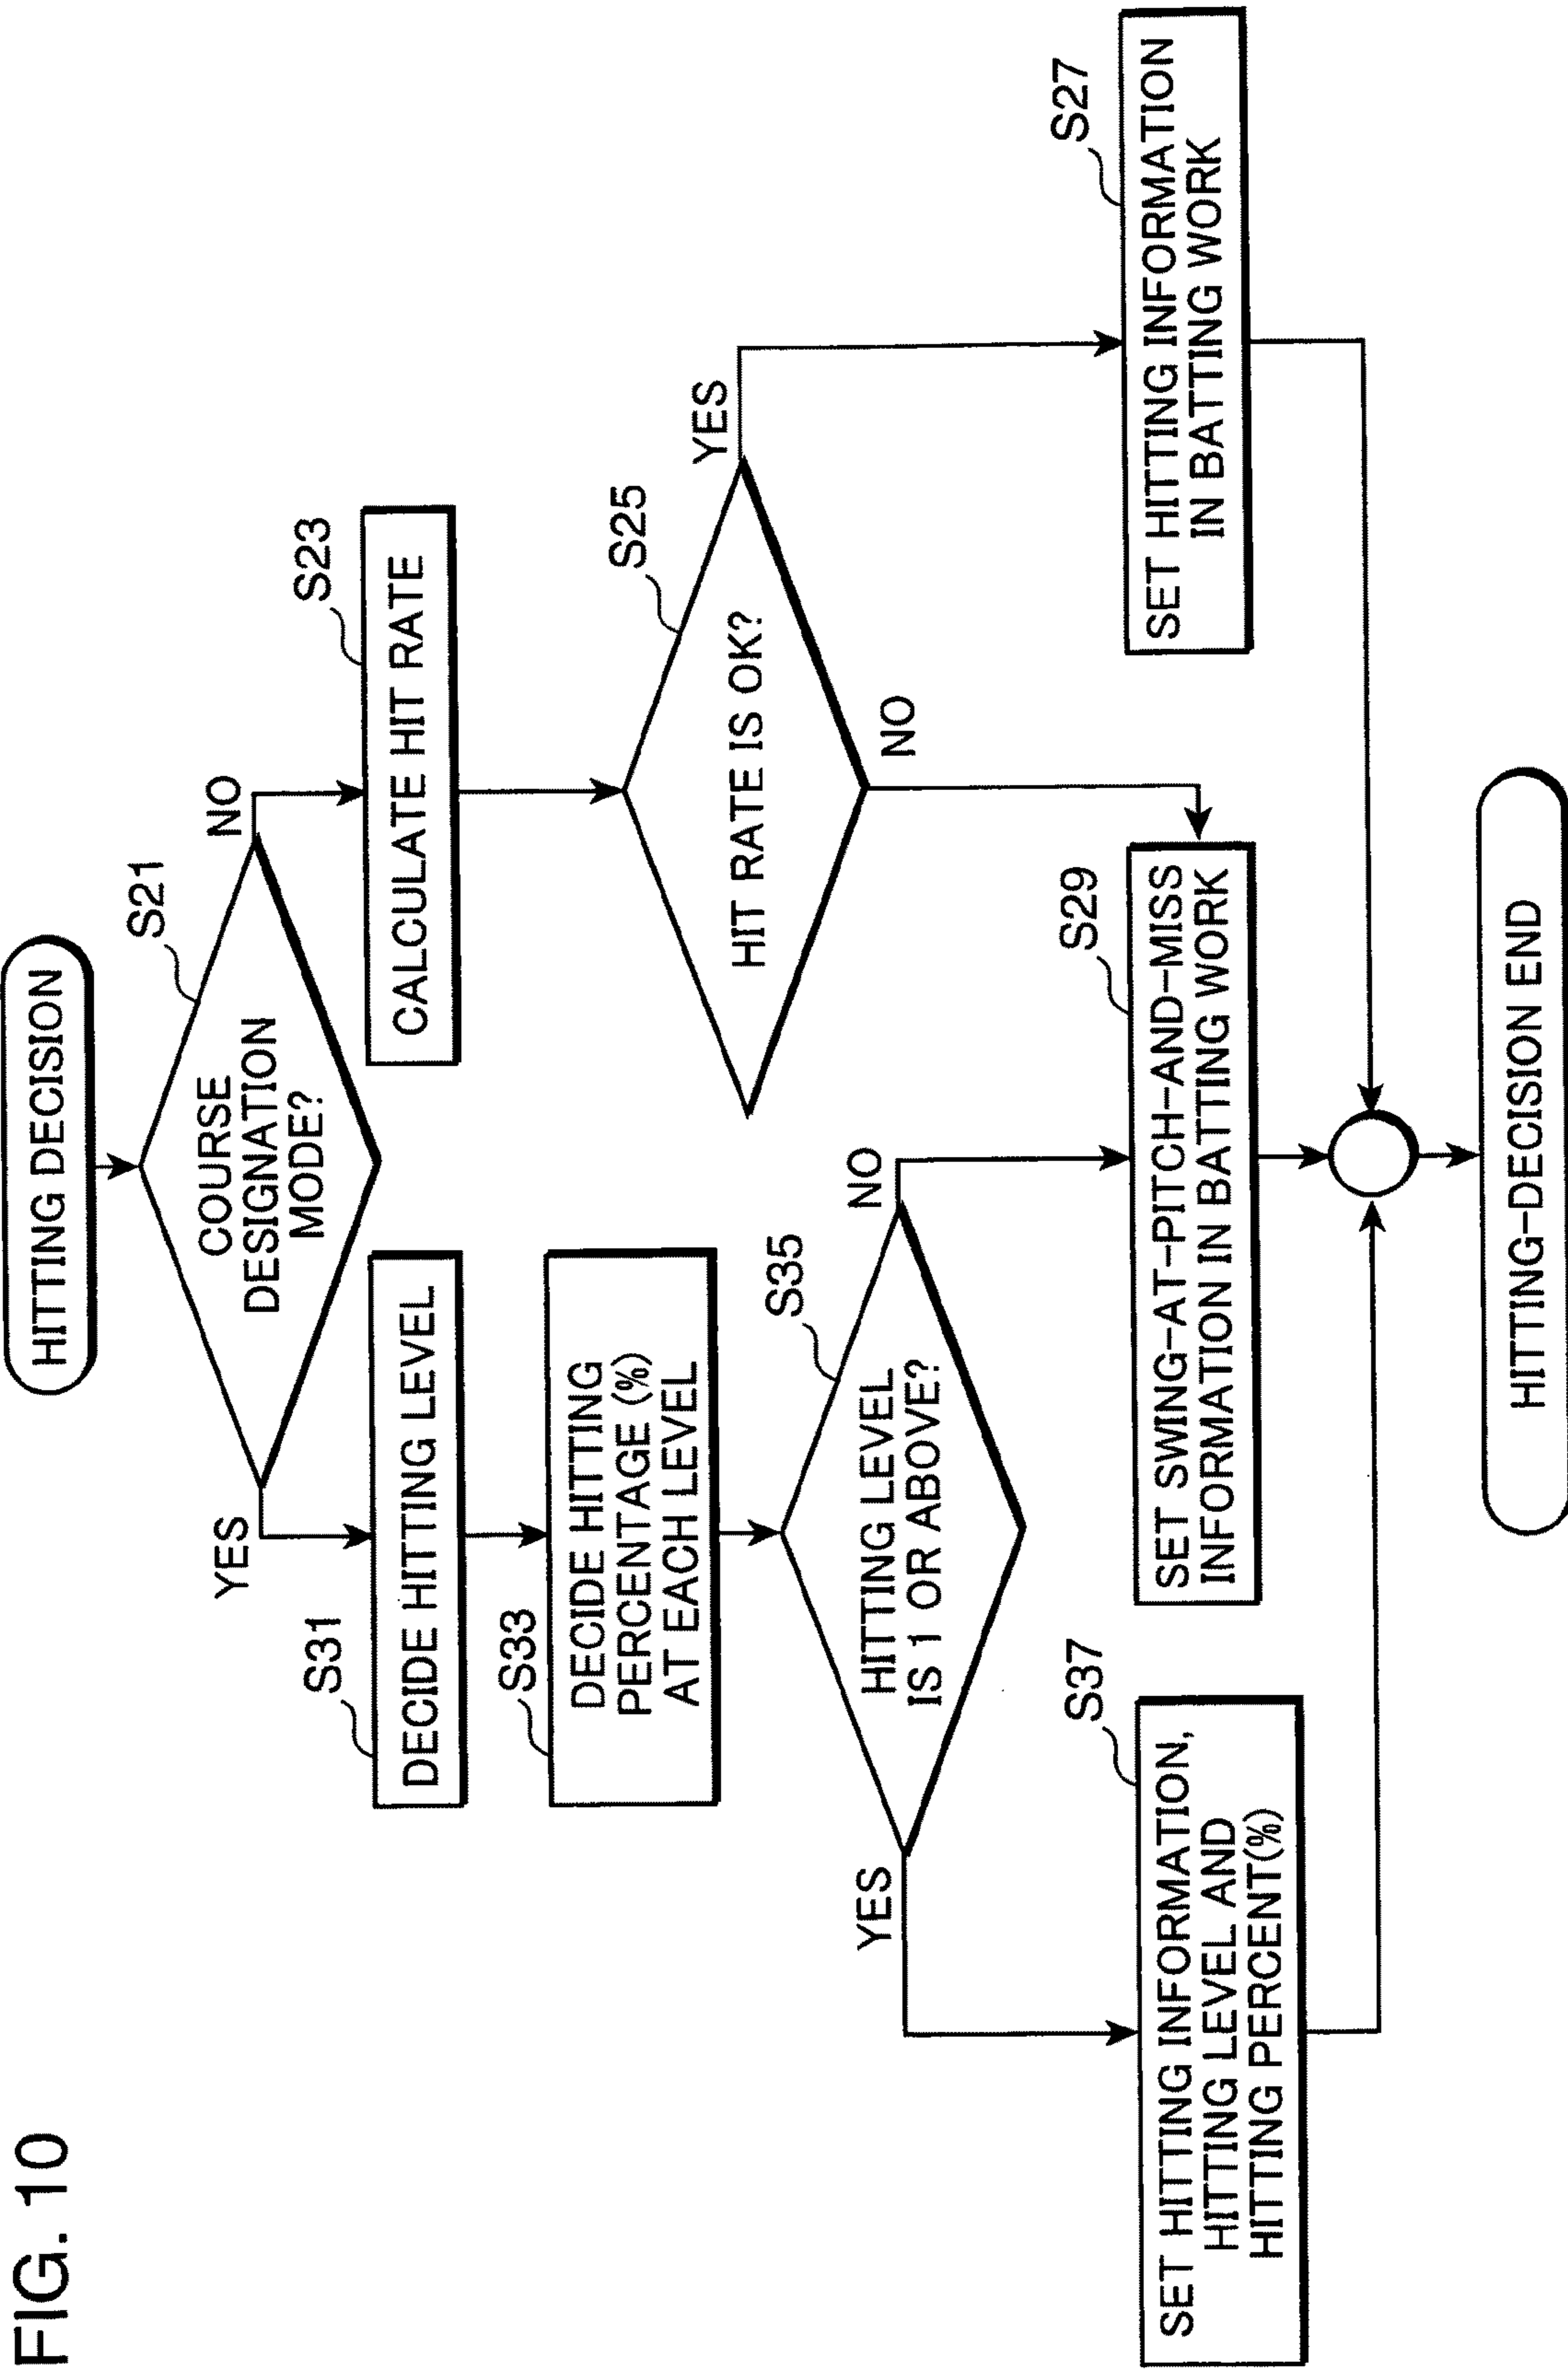 FIG. 10
HITTING DECISION
S21
COURSE
DESIGNATION
MODE?
YES
NO
S31
DECIDE HITTING LEVEL
S23
CALCULATE HIT RATE
S33
DECIDE HITTING
PERCENTAGE (%)
AT EACH LEVEL
S25
HIT RATE IS OK?
YES
NO
S35
HITTING LEVEL
IS 1 OR ABOVE?
YES
NO
S37
SET HITTING INFORMATION,
HITTING LEVEL AND
HITTING PERCENT(%)
S29
SET SWING-AT-PITCH-AND-MISS
INFORMATION IN BATTING WORK
S27
SET HITTING INFORMATION
IN BATTING WORK
HITTING-DECISION END